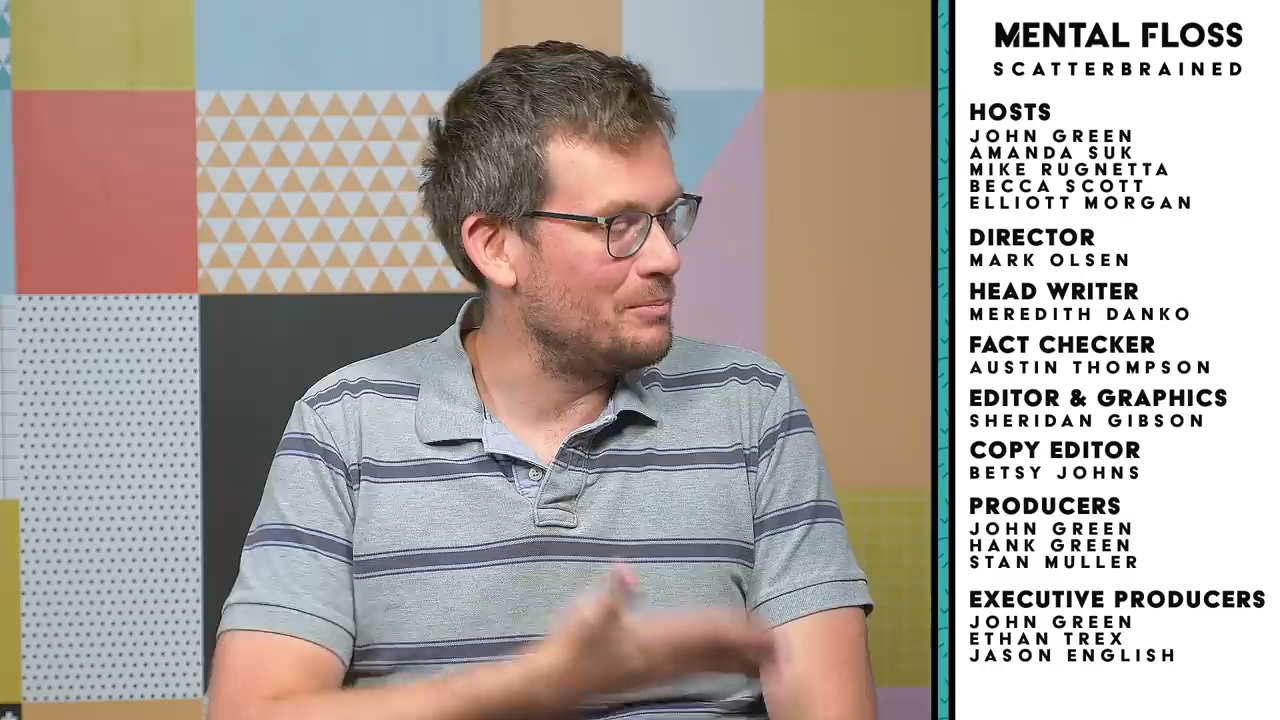 MENTAL FLOSS
SCATTERBRAINED
HOSTS
JOHN GREEN
AMANDA SUK
MIKE RUGNETTA
BECCA SCOTT
ELLIOTT MORGAN
DIRECTOR
MARK OLSEN
HEAD WRITER
MEREDITH DANKO
FACT CHECKER
AUSTIN THOMPSON
EDITOR & GRAPHICS
SHERIDAN GIBSON
COPY EDITOR
BETSY JOHNS
PRODUCERS
JOHN GREEN
HANK GREEN
STAN MULLER
EXECUTIVE PRODUCERS
JOHN GREEN
ETHAN TREX
JASON ENGLISH